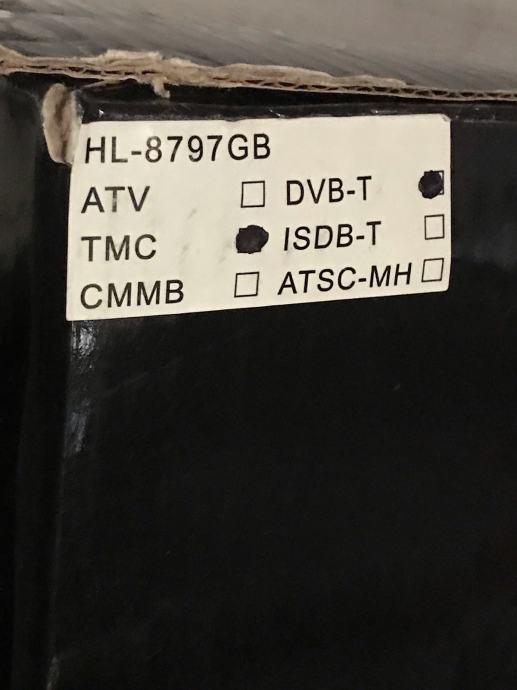 HL-8797GB
ATV □ DVB-T ■
TMC ■ ISDB-T □
CMMB □ ATSC-MH □